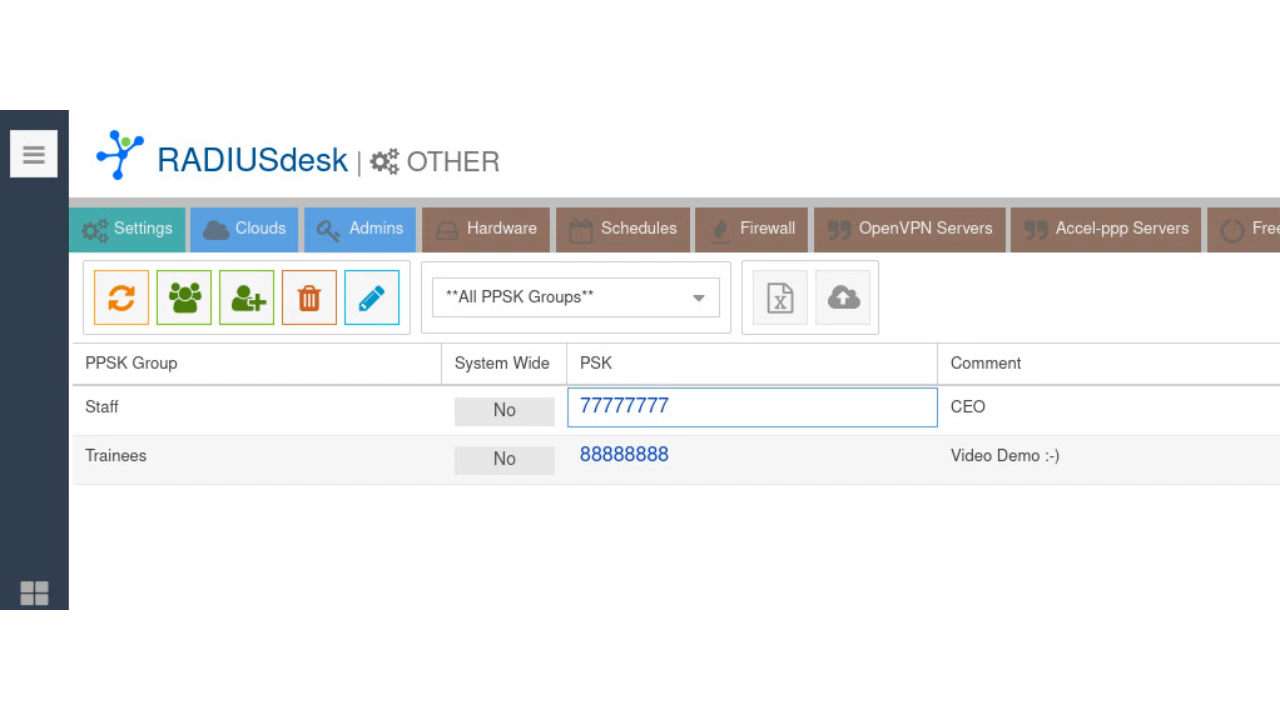 RADIUSdesk | OTHER
Settings Clouds Admins Hardware Schedules Firewall OpenVPN Servers Accel-ppp Servers Free
**All PPSK Groups**
PPSK Group System Wide PSK Comment
Staff No 77777777 CEO
Trainees No 88888888 Video Demo :-)